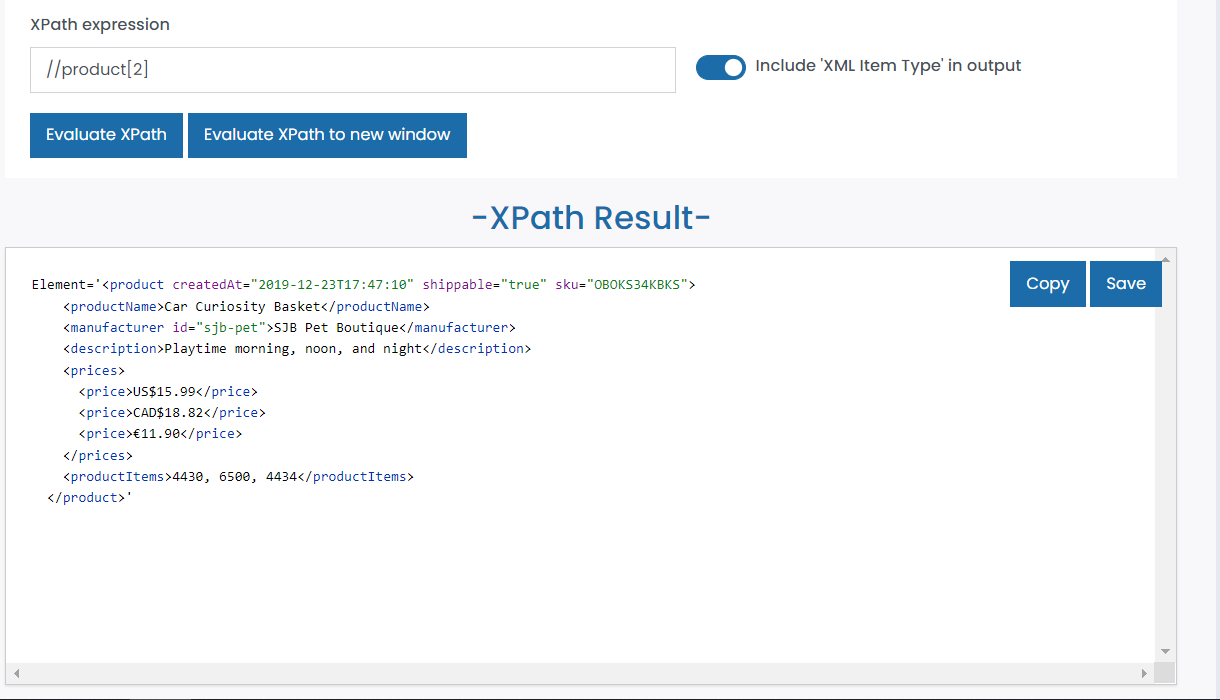 XPath expression
//product[2]
Include 'XML Item Type' in output
Evaluate XPath
Evaluate XPath to new window
-XPath Result-
Copy
Save
Element='<product createdAt="2019-12-23T17:47:10" shippable="true" sku="OBOKS34KBKS">
<productName>Car Curiosity Basket</productName>
<manufacturer id="sjb-pet">SJB Pet Boutique</manufacturer>
<description>Playtime morning, noon, and night</description>
<prices>
<price>US$15.99</price>
<price>CAD$18.82</price>
<price>€11.90</price>
</prices>
<productItems>4430, 6500, 4434</productItems>
</product>'